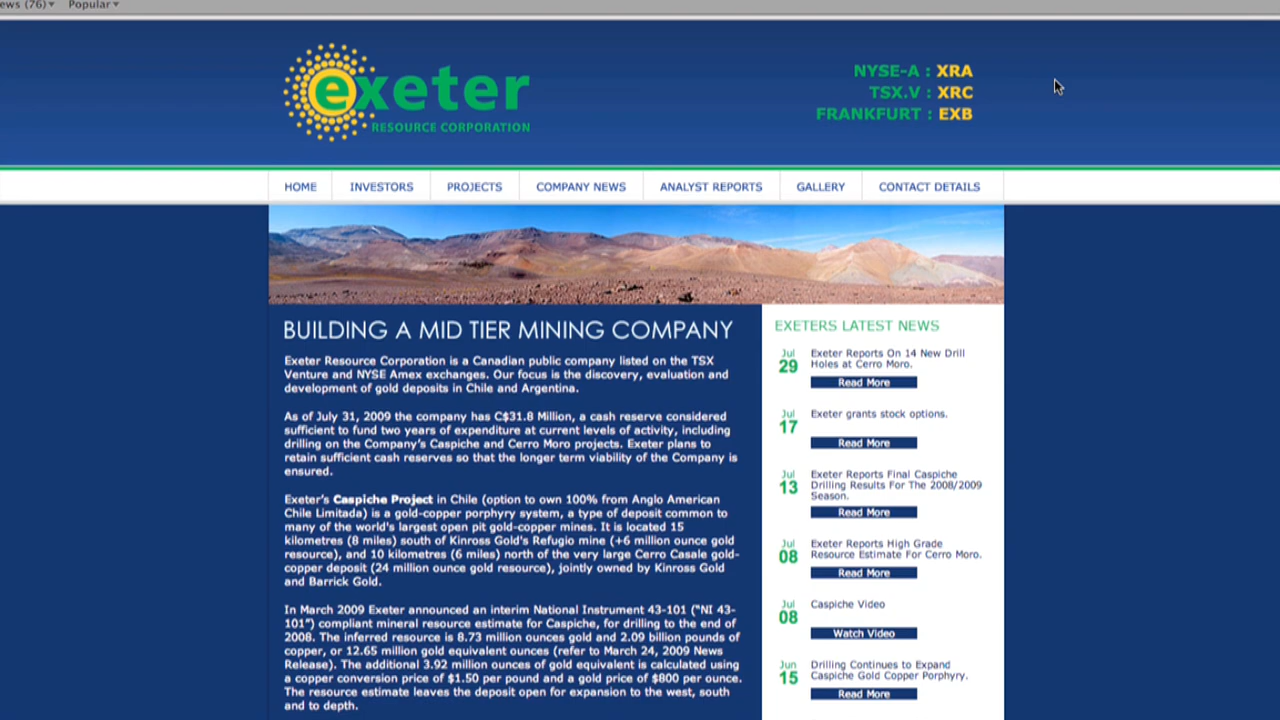 ews (76)▾ Popular▾
exeter
RESOURCE CORPORATION
NYSE-A : XRA
TSX.V : XRC
FRANKFURT : EXB
HOME INVESTORS PROJECTS COMPANY NEWS ANALYST REPORTS GALLERY CONTACT DETAILS
BUILDING A MID TIER MINING COMPANY
Exeter Resource Corporation is a Canadian public company listed on the TSX
Venture and NYSE Amex exchanges. Our focus is the discovery, evaluation and
development of gold deposits in Chile and Argentina.
As of July 31, 2009 the company has C$31.8 Million, a cash reserve considered
sufficient to fund two years of expenditure at current levels of activity, including
drilling on the Company's Caspiche and Cerro Moro projects. Exeter plans to
retain sufficient cash reserves so that the longer term viability of the Company is
ensured.
Exeter's Caspiche Project in Chile (option to own 100% from Anglo American
Chile Limitada) is a gold-copper porphyry system, a type of deposit common to
many of the world's largest open pit gold-copper mines. It is located 15
kilometres (8 miles) south of Kinross Gold's Refugio mine (+6 million ounce gold
resource), and 10 kilometres (6 miles) north of the very large Cerro Casale gold-
copper deposit (24 million ounce gold resource), jointly owned by Kinross Gold
and Barrick Gold.
In March 2009 Exeter announced an interim National Instrument 43-101 ("NI 43-
101") compliant mineral resource estimate for Caspiche, for drilling to the end of
2008. The inferred resource is 8.73 million ounces gold and 2.09 billion pounds of
copper, or 12.65 million gold equivalent ounces (refer to March 24, 2009 News
Release). The additional 3.92 million ounces of gold equivalent is calculated using
a copper conversion price of $1.50 per pound and a gold price of $800 per ounce.
The resource estimate leaves the deposit open for expansion to the west, south
and to depth.
EXETERS LATEST NEWS
Jul
29
Exeter Reports On 14 New Drill
Holes at Cerro Moro.
Read More
Jul
17
Exeter grants stock options.
Read More
Jul
13
Exeter Reports Final Caspiche
Drilling Results For The 2008/2009
Season.
Read More
Jul
08
Exeter Reports High Grade
Resource Estimate For Cerro Moro.
Read More
Jul
08
Caspiche Video
Watch Video
Jun
15
Drilling Continues to Expand
Caspiche Gold Copper Porphyry.
Read More